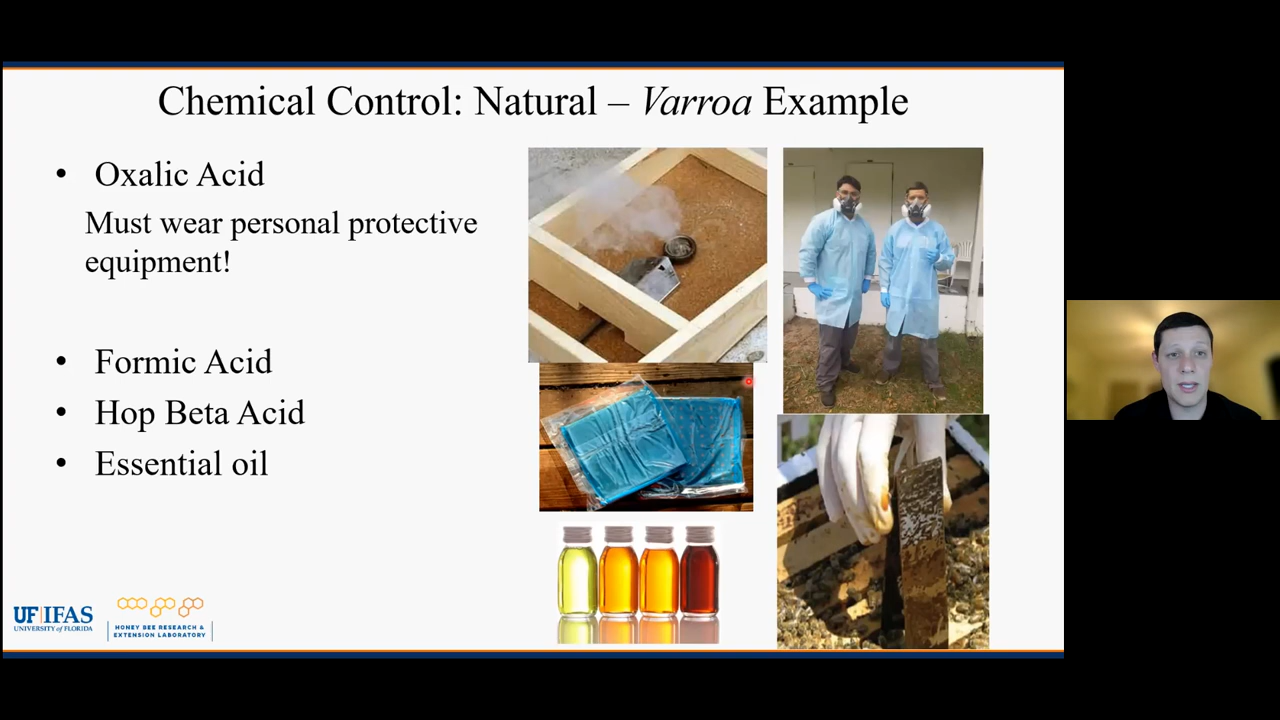 Chemical Control: Natural – Varroa Example
• Oxalic Acid
Must wear personal protective
equipment!
• Formic Acid
• Hop Beta Acid
• Essential oil
UF|IFAS
UNIVERSITY of FLORIDA
HONEY BEE RESEARCH &
EXTENSION LABORATORY